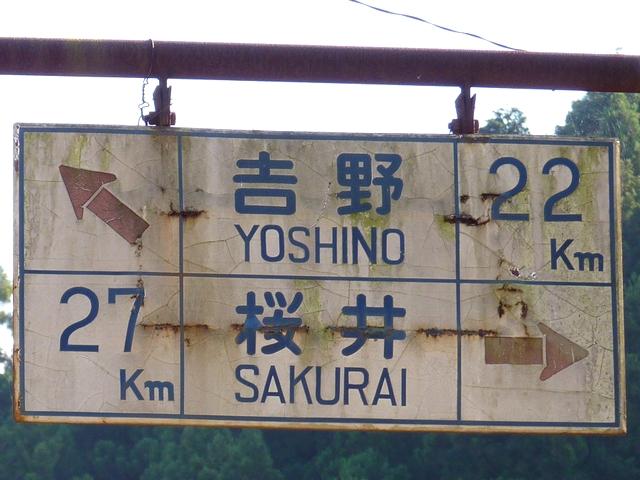 吉野 22
YOSHINO Km
27 桜井
Km SAKURAI